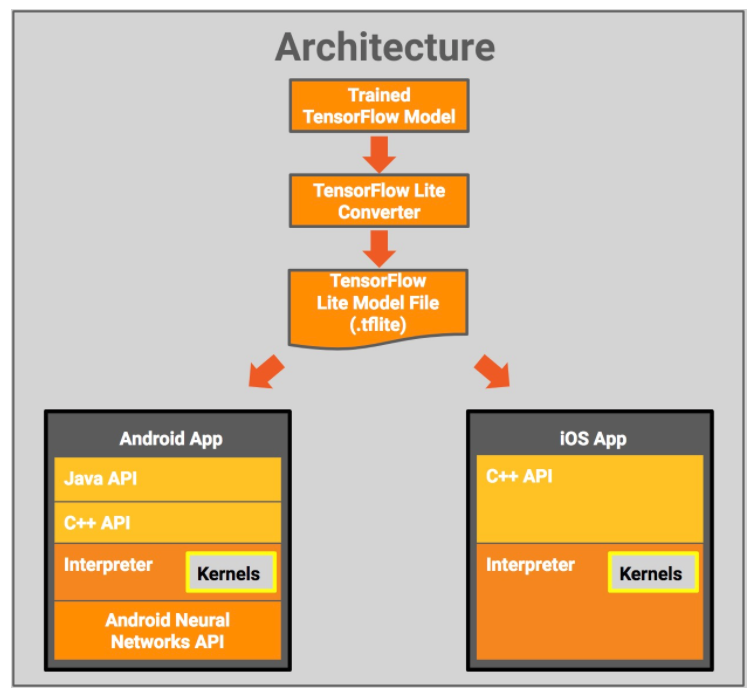 Architecture
Trained
TensorFlow Model
TensorFlow Lite
Converter
TensorFlow
Lite Model File
(.tflite)
Android App
Java API
C++ API
Interpreter
Kernels
Android Neural
Networks API
iOS App
C++ API
Interpreter
Kernels